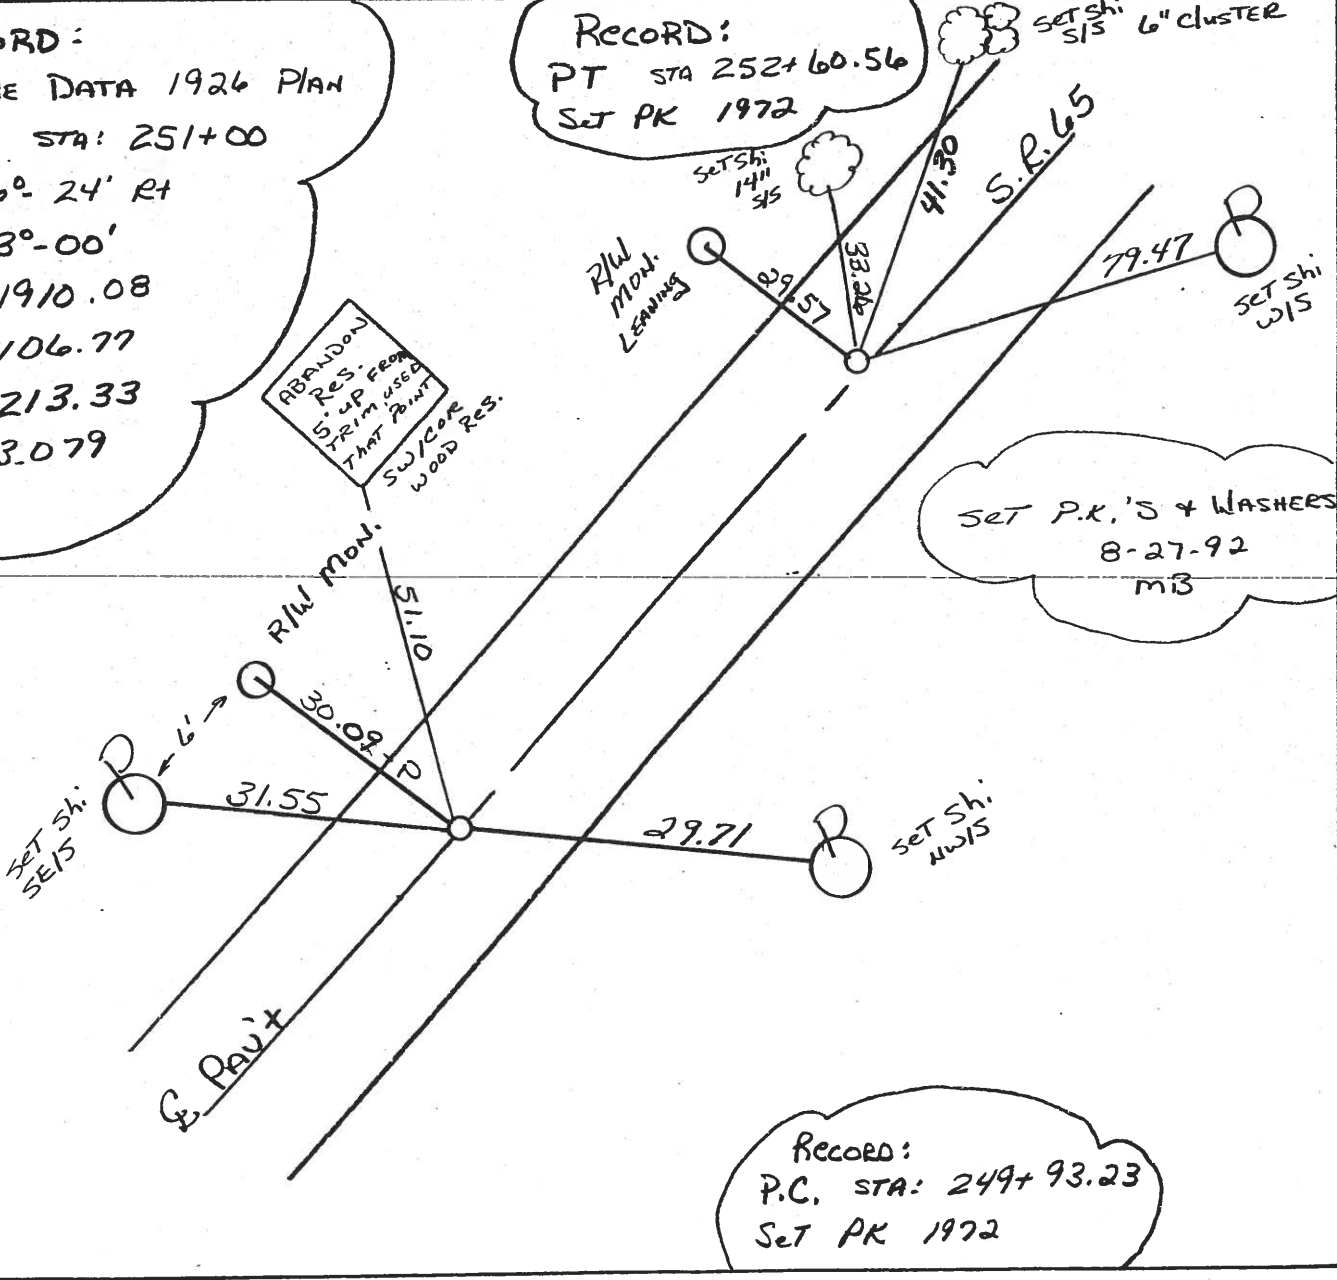 ORD:
E DATA 1926 PLAN
STA: 251+00
6°- 24' Rt
3°-00'
1910.08
106.77
213.33
3.079
RECORD:
PT STA 252+60.56
SET PK 1972
SET Shi
S/S 6" CLUSTER
SET Shi
14"
S/S
41.30
S.R. 65
33.26
29.57
79.47
R/W
MON.
LEANING
SET Shi
W/S
ABANDON
RES.
5' UP FROM
TRIM, USED
THAT POINT
SW/COR
WOOD RES.
SET P.K.'S & WASHERS
8-27-92
MB
R/W MON.
51.10
30.09 - P
6'
31.55
29.71
SET Shi
SE/S
SET Shi
NW/S
℄ PAV'T
RECORD:
P.C. STA: 249+93.23
SET PK 1972